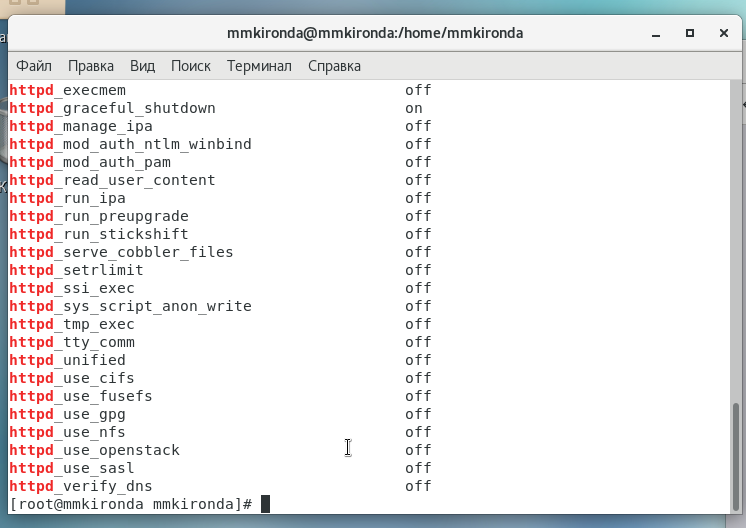 mmkironda@mmkironda:/home/mmkironda
Файл Правка Вид Поиск Терминал Справка
httpd_execmem off
httpd_graceful_shutdown on
httpd_manage_ipa off
httpd_mod_auth_ntlm_winbind off
httpd_mod_auth_pam off
httpd_read_user_content off
httpd_run_ipa off
httpd_run_preupgrade off
httpd_run_stickshift off
httpd_serve_cobbler_files off
httpd_setrlimit off
httpd_ssi_exec off
httpd_sys_script_anon_write off
httpd_tmp_exec off
httpd_tty_comm off
httpd_unified off
httpd_use_cifs off
httpd_use_fusefs off
httpd_use_gpg off
httpd_use_nfs off
httpd_use_openstack off
httpd_use_sasl off
httpd_verify_dns off
[root@mmkironda mmkironda]#